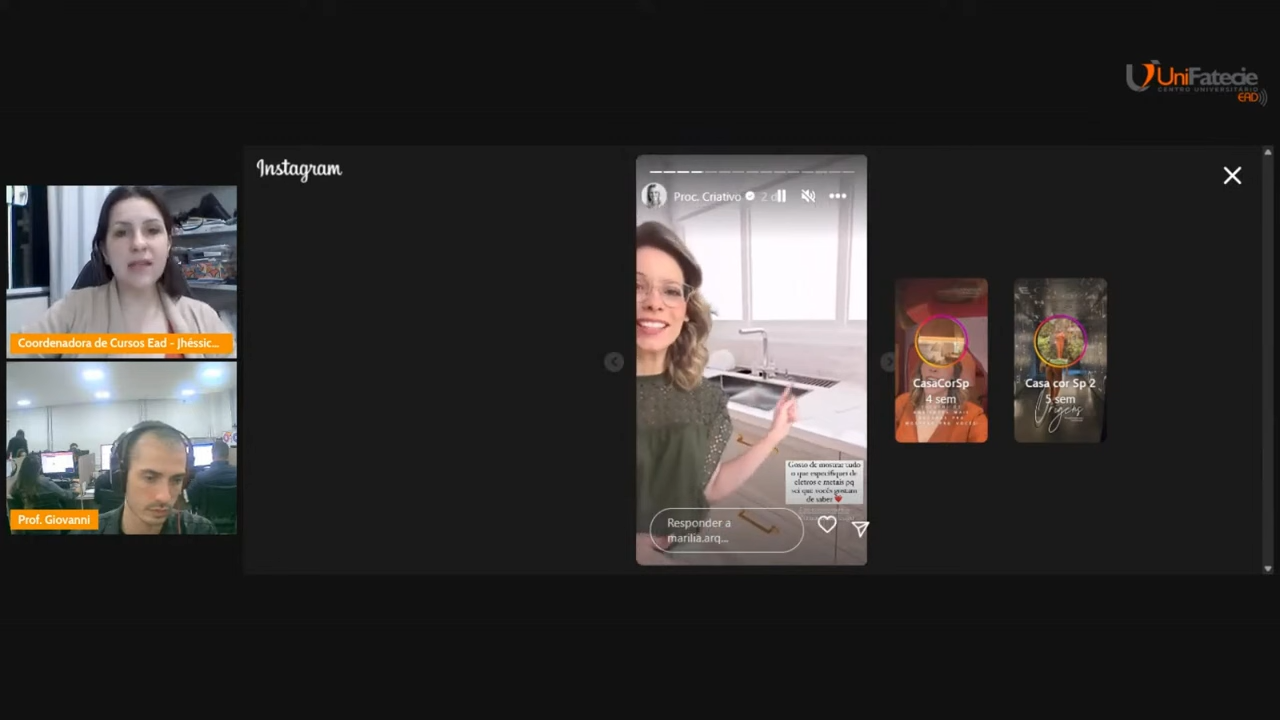 UniFatecie
CENTRO UNIVERSITÁRIO
EAD
Instagram
Proc. Criativo
2 d
Coordenadora de Cursos Ead - Jhéssic...
Prof. Giovanni
Gosto de mostrar tudo
o que especifiquei de
eletros e metais pq
sei que vocês gostam
de saber
Responder a
marilia.arq...
CasaCorSp
4 sem
Casa cor Sp 2
5 sem
Origens